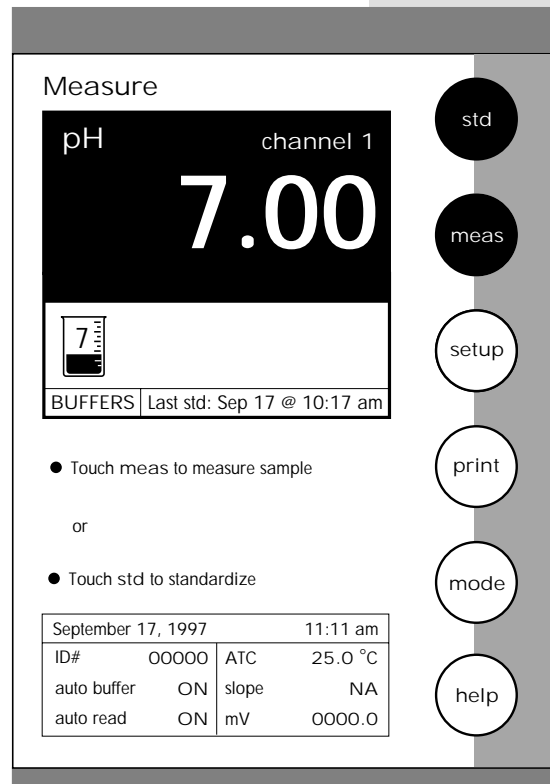 Measure
pH channel 1
7.00
7
BUFFERS Last std: Sep 17 @ 10:17 am
● Touch meas to measure sample
or
● Touch std to standardize
September 17, 1997 11:11 am
ID# 00000 ATC 25.0 °C
auto buffer ON slope NA
auto read ON mV 0000.0
std
meas
setup
print
mode
help